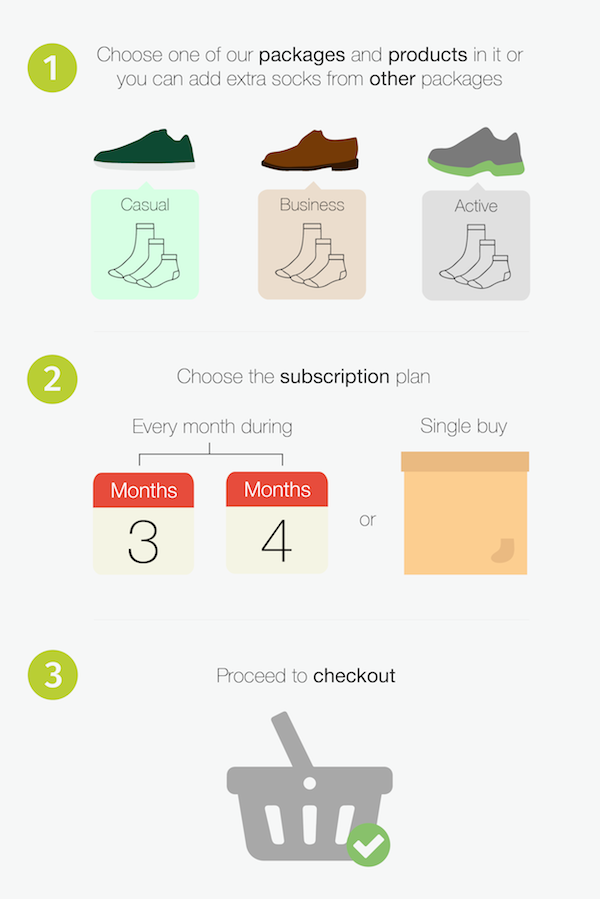 1
Choose one of our packages and products in it or
you can add extra socks from other packages
Casual
Business
Active
2
Choose the subscription plan
Every month during
Single buy
Months
Months
3
4
or
3
Proceed to checkout